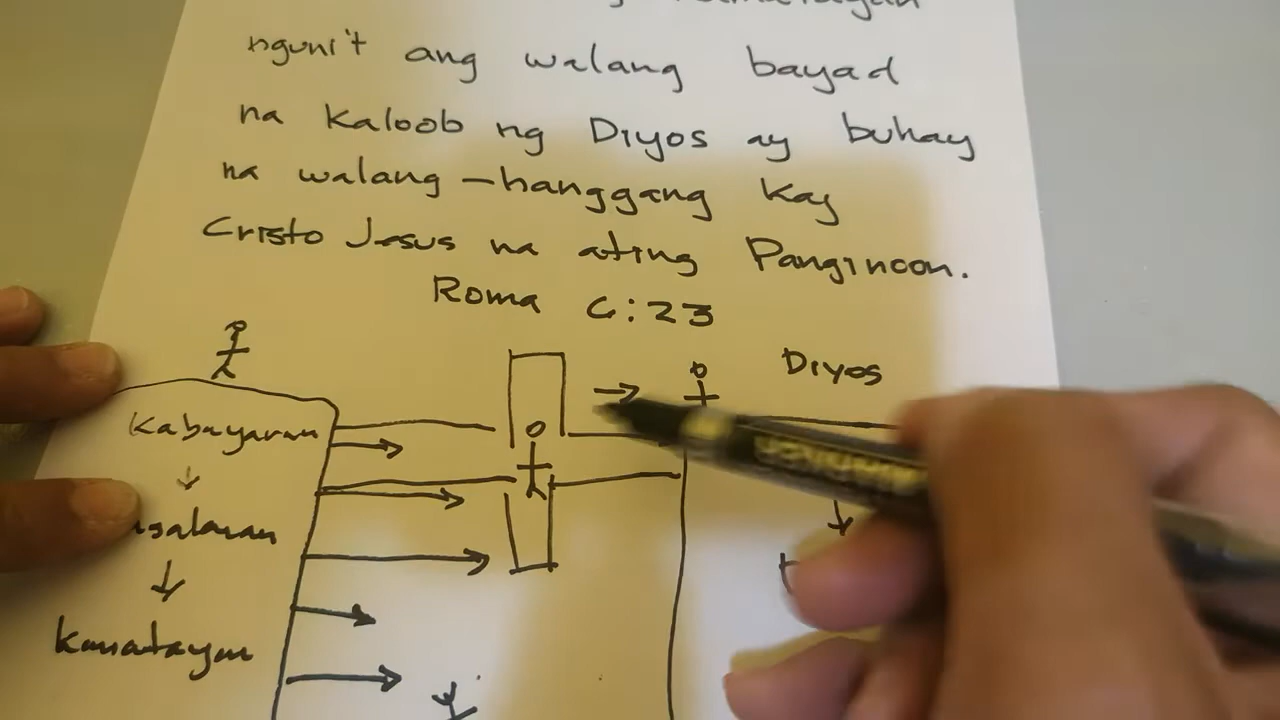 nguni't ang walang bayad
na kaloob ng Diyos ay buhay
na walang-hanggang kay
Cristo Jesus na ating Panginoon.
Roma 6:23
Diyos
Kabayaran
Kamatayan